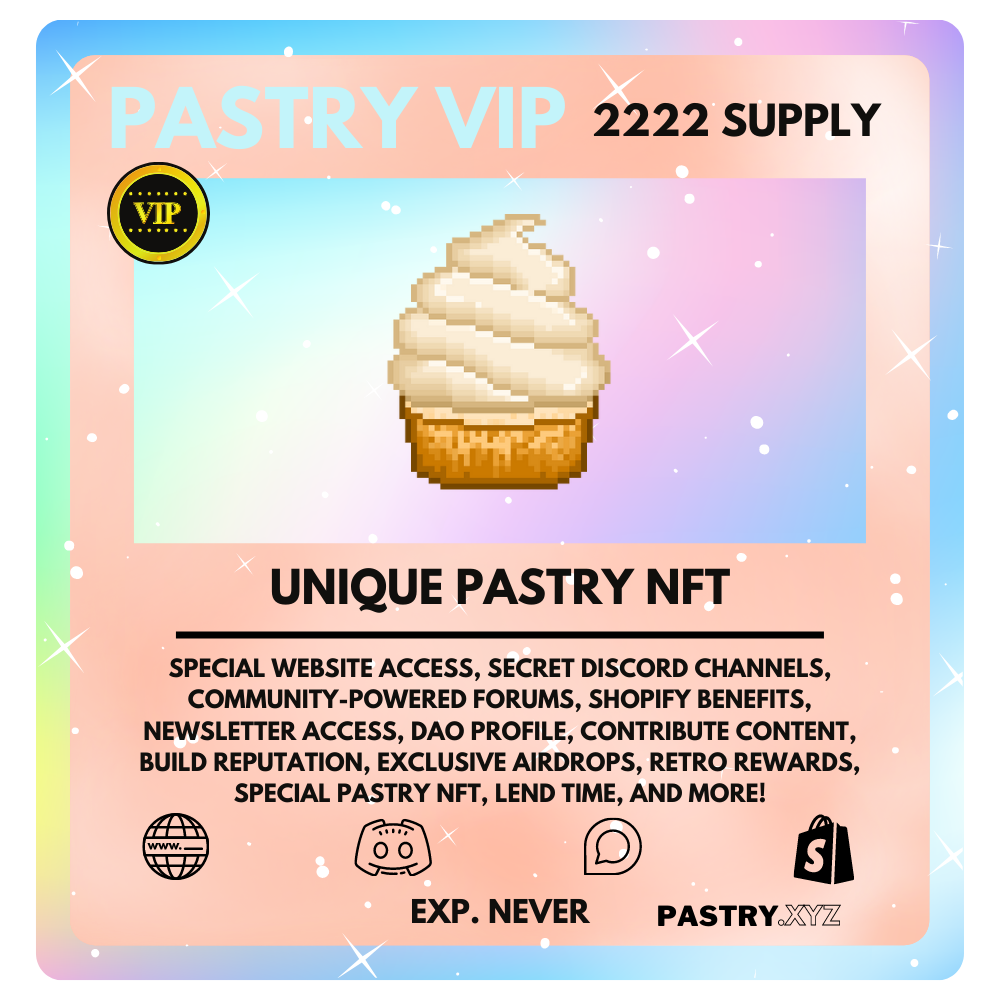 PASTRY VIP
2222 SUPPLY
VIP
UNIQUE PASTRY NFT
SPECIAL WEBSITE ACCESS, SECRET DISCORD CHANNELS,
COMMUNITY-POWERED FORUMS, SHOPIFY BENEFITS,
NEWSLETTER ACCESS, DAO PROFILE, CONTRIBUTE CONTENT,
BUILD REPUTATION, EXCLUSIVE AIRDROPS, RETRO REWARDS,
SPECIAL PASTRY NFT, LEND TIME, AND MORE!
www.
S
EXP. NEVER
PASTRY.XYZ